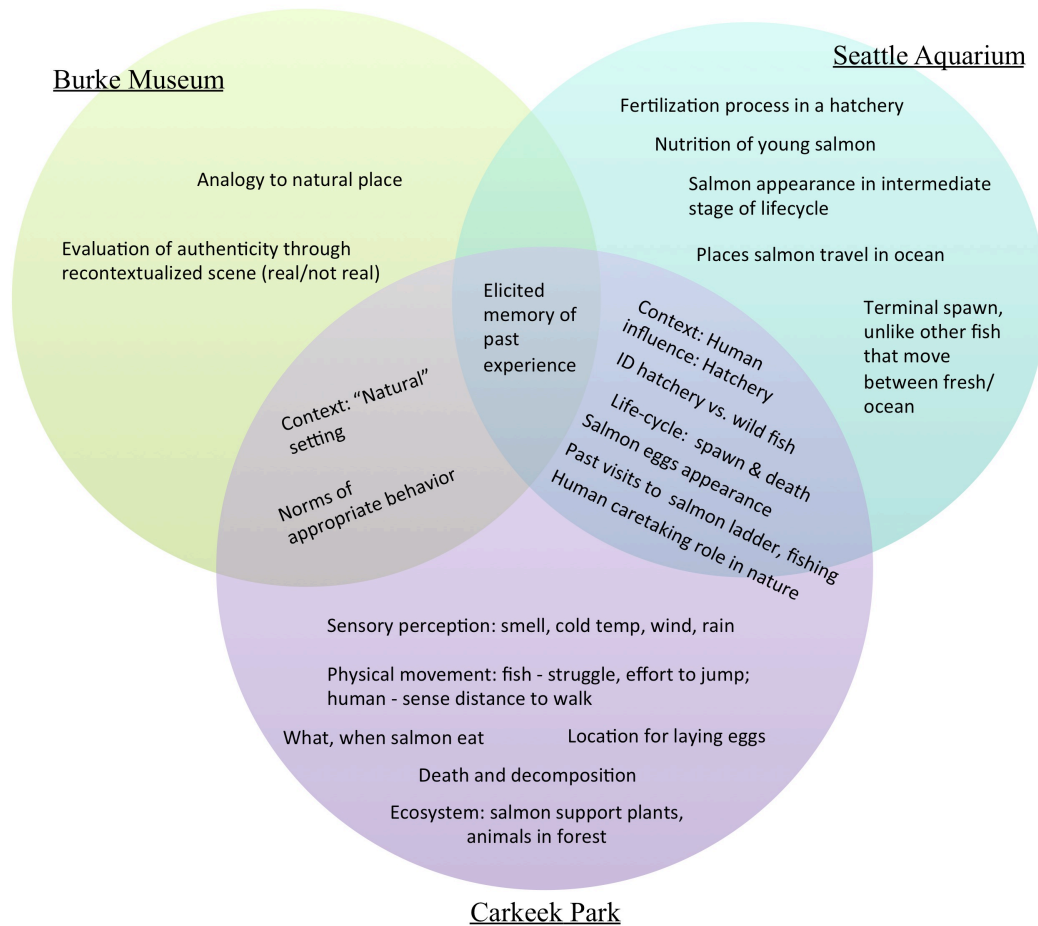 Burke Museum
Seattle Aquarium
Fertilization process in a hatchery
Nutrition of young salmon
Analogy to natural place
Salmon appearance in intermediate
stage of lifecycle
Evaluation of authenticity through
recontextualized scene (real/not real)
Places salmon travel in ocean
Elicited
memory of
past
experience
Terminal spawn,
unlike other fish
that move
between fresh/
ocean
Context: Human
influence: Hatchery
ID hatchery vs. wild fish
Life-cycle: spawn & death
Salmon eggs appearance
Past visits to salmon ladder, fishing
Human caretaking role in nature
Context: “Natural”
setting
Norms of
appropriate behavior
Sensory perception: smell, cold temp, wind, rain
Physical movement: fish - struggle, effort to jump;
human - sense distance to walk
What, when salmon eat
Location for laying eggs
Death and decomposition
Ecosystem: salmon support plants,
animals in forest
Carkeek Park